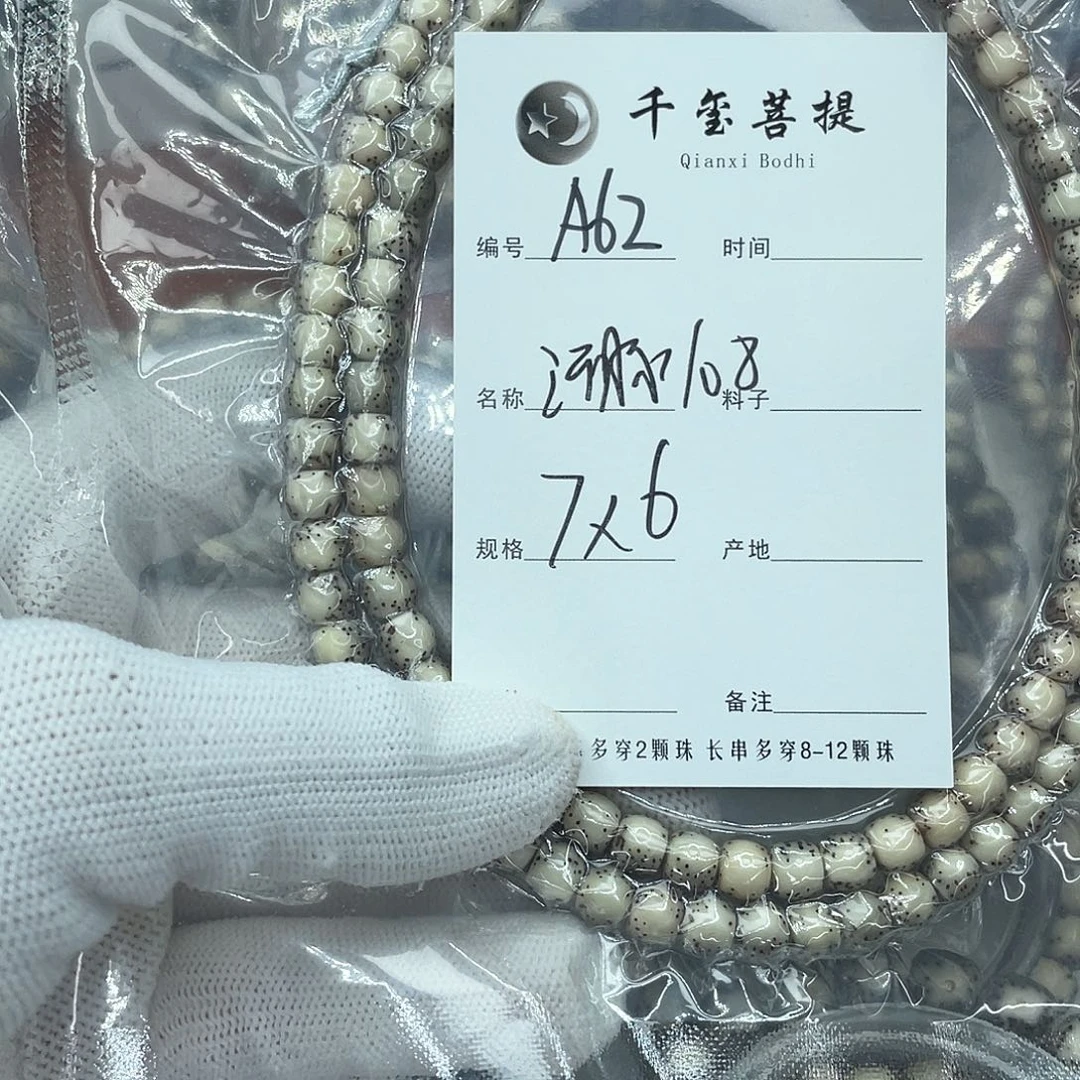 千玺菩提
Qianxi Bodhi
编号 A62 时间
名称 108 料子
规格 7x6 产地
备注
多穿2颗珠 长串多穿8-12颗珠